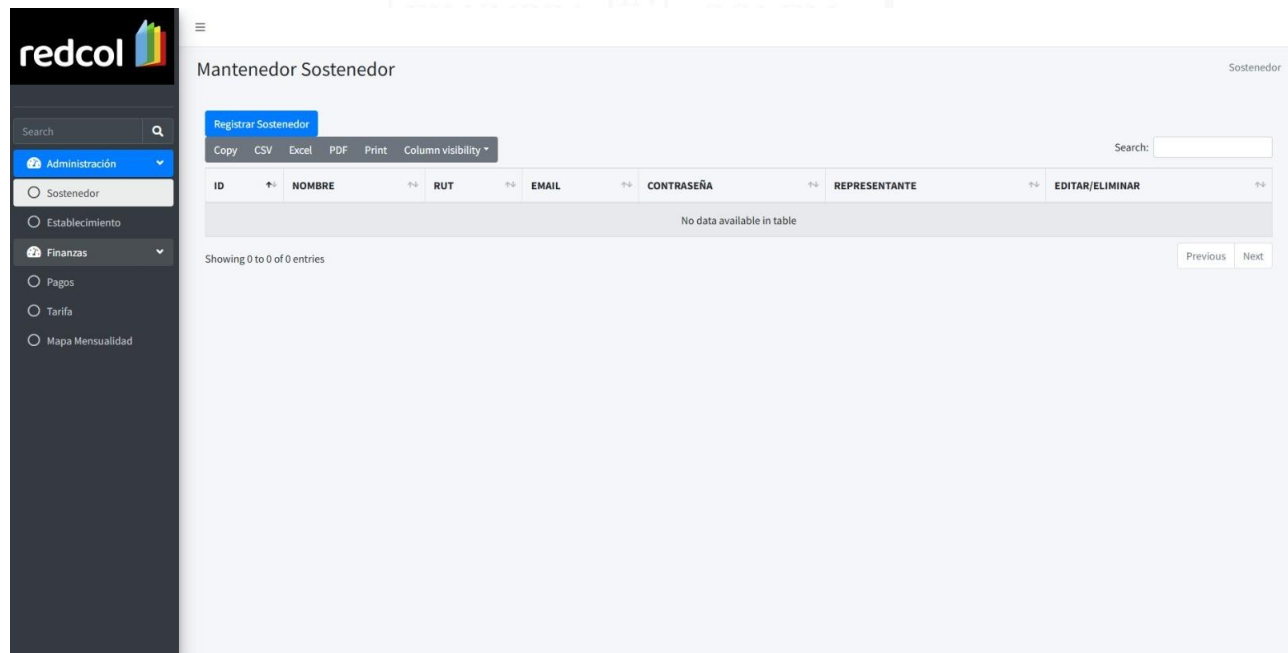 redcol
Search
Administración
Sostenedor
Establecimiento
Finanzas
Pagos
Tarifa
Mapa Mensualidad
Mantenedor Sostenedor
Sostenedor
Registrar Sostenedor
Copy CSV Excel PDF Print Column visibility
Search:
ID NOMBRE RUT EMAIL CONTRASEÑA REPRESENTANTE EDITAR/ELIMINAR
No data available in table
Showing 0 to 0 of 0 entries
Previous Next